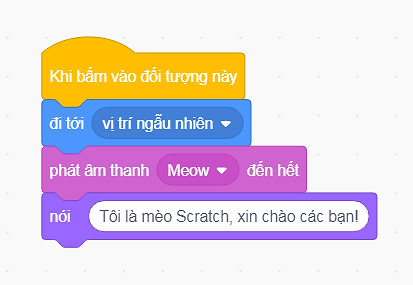 Khi bấm vào đối tượng này
đi tới vị trí ngẫu nhiên
phát âm thanh Meow đến hết
nói Tôi là mèo Scratch, xin chào các bạn!